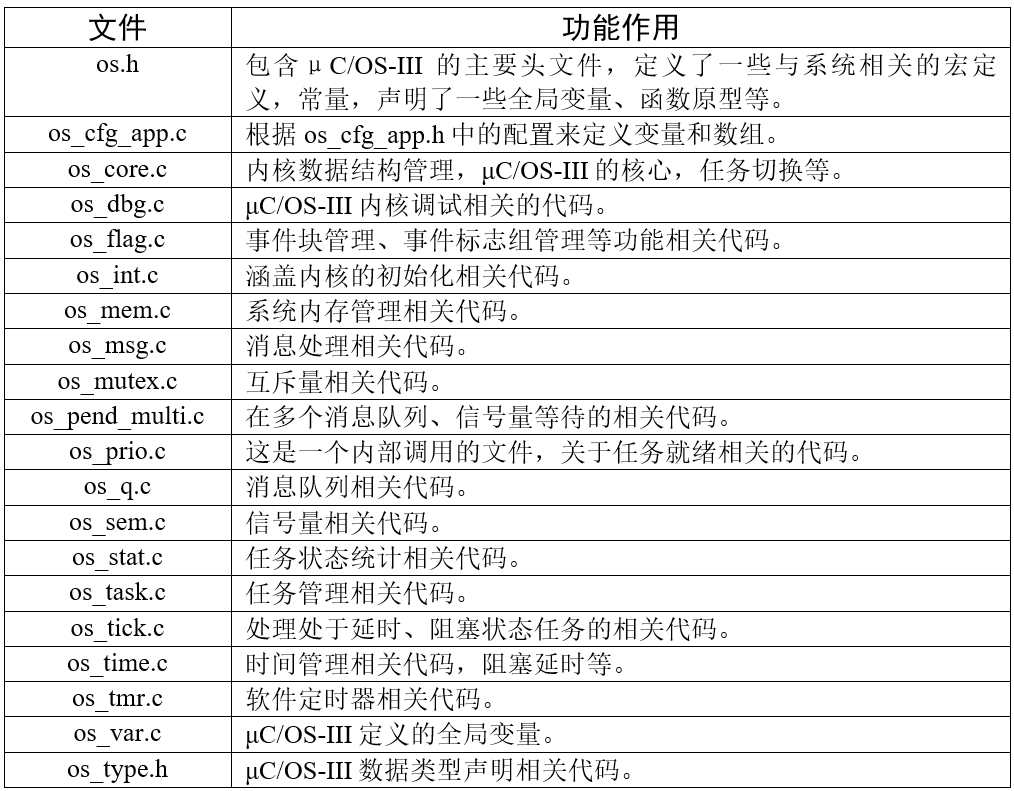 文件 功能作用
os.h 包含μC/OS-III 的主要头文件，定义了一些与系统相关的宏定
义，常量，声明了一些全局变量、函数原型等。
os_cfg_app.c 根据 os_cfg_app.h 中的配置来定义变量和数组。
os_core.c 内核数据结构管理，μC/OS-III 的核心，任务切换等。
os_dbg.c μC/OS-III 内核调试相关的代码。
os_flag.c 事件块管理、事件标志组管理等功能相关代码。
os_int.c 涵盖内核的初始化相关代码。
os_mem.c 系统内存管理相关代码。
os_msg.c 消息处理相关代码。
os_mutex.c 互斥量相关代码。
os_pend_multi.c 在多个消息队列、信号量等待的相关代码。
os_prio.c 这是一个内部调用的文件，关于任务就绪相关的代码。
os_q.c 消息队列相关代码。
os_sem.c 信号量相关代码。
os_stat.c 任务状态统计相关代码。
os_task.c 任务管理相关代码。
os_tick.c 处理处于延时、阻塞状态任务的相关代码。
os_time.c 时间管理相关代码，阻塞延时等。
os_tmr.c 软件定时器相关代码。
os_var.c μC/OS-III 定义的全局变量。
os_type.h μC/OS-III 数据类型声明相关代码。